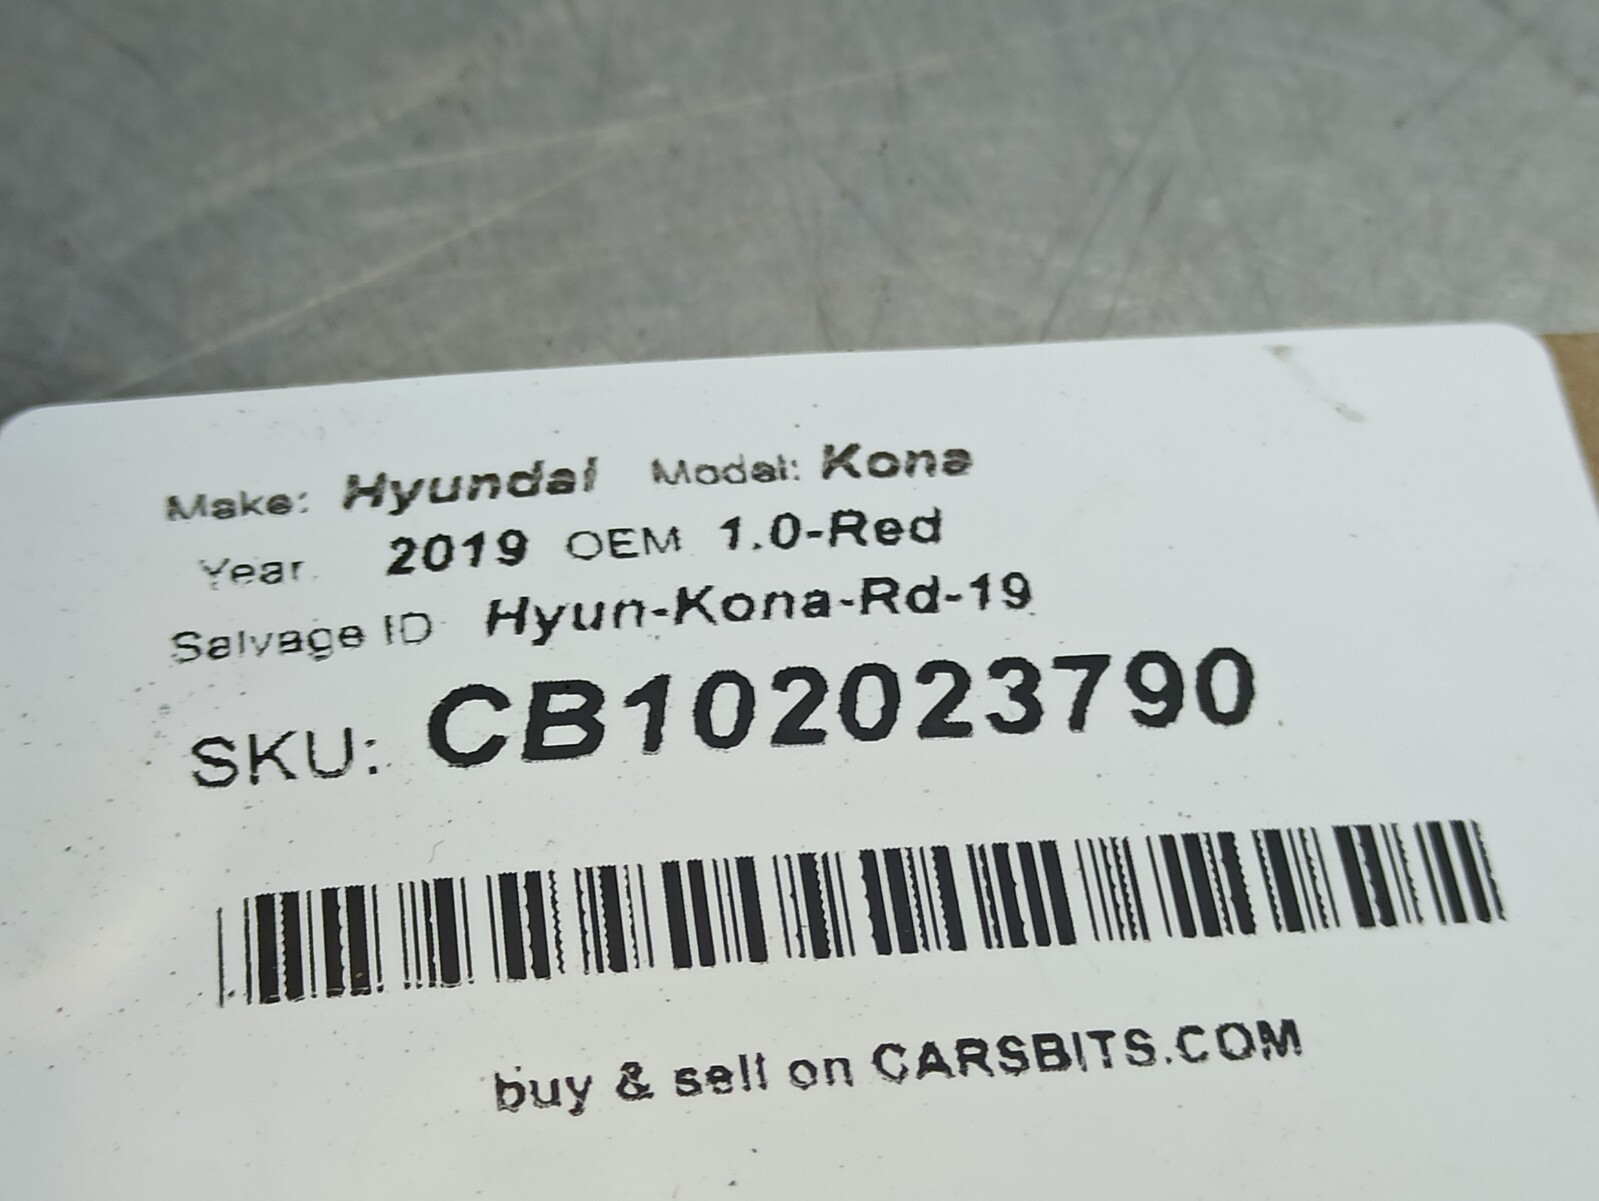 Make: Hyundai Model: Kona
Year 2019 OEM 1.0-Red
Salvage ID Hyun-Kona-Rd-19
SKU: CB102023790
buy & sell on CARSBITS.COM